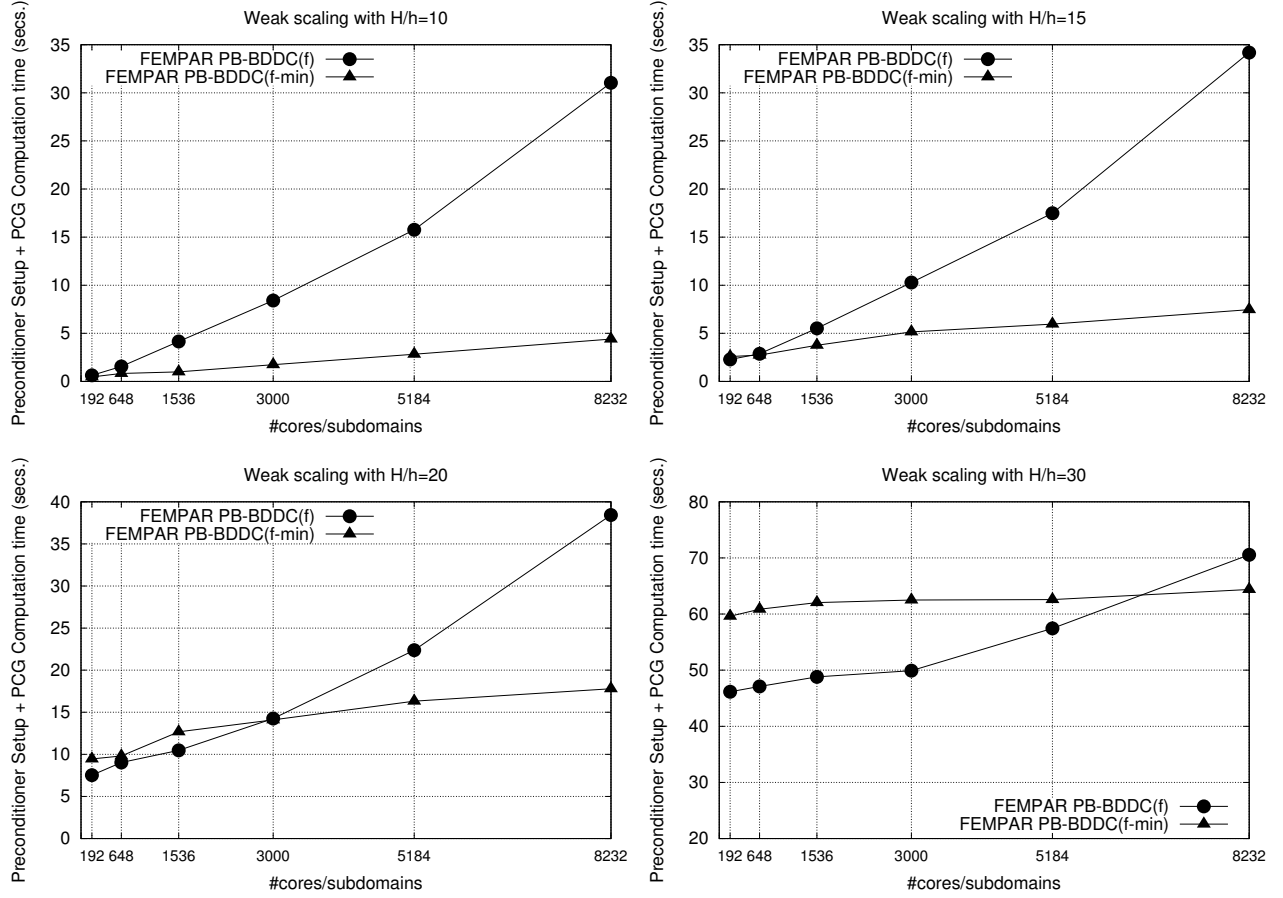 Weak scaling with H/h=10
Preconditioner Setup + PCG Computation time (secs.)
35
30
25
20
15
10
5
0
FEMPAR PB-BDDC(f)
FEMPAR PB-BDDC(f-min)
192 648 1536 3000 5184 8232
#cores/subdomains
Weak scaling with H/h=15
Preconditioner Setup + PCG Computation time (secs.)
35
30
25
20
15
10
5
0
FEMPAR PB-BDDC(f)
FEMPAR PB-BDDC(f-min)
192 648 1536 3000 5184 8232
#cores/subdomains
Weak scaling with H/h=20
Preconditioner Setup + PCG Computation time (secs.)
40
35
30
25
20
15
10
5
0
FEMPAR PB-BDDC(f)
FEMPAR PB-BDDC(f-min)
192 648 1536 3000 5184 8232
#cores/subdomains
Weak scaling with H/h=30
Preconditioner Setup + PCG Computation time (secs.)
80
70
60
50
40
30
20
FEMPAR PB-BDDC(f)
FEMPAR PB-BDDC(f-min)
192 648 1536 3000 5184 8232
#cores/subdomains